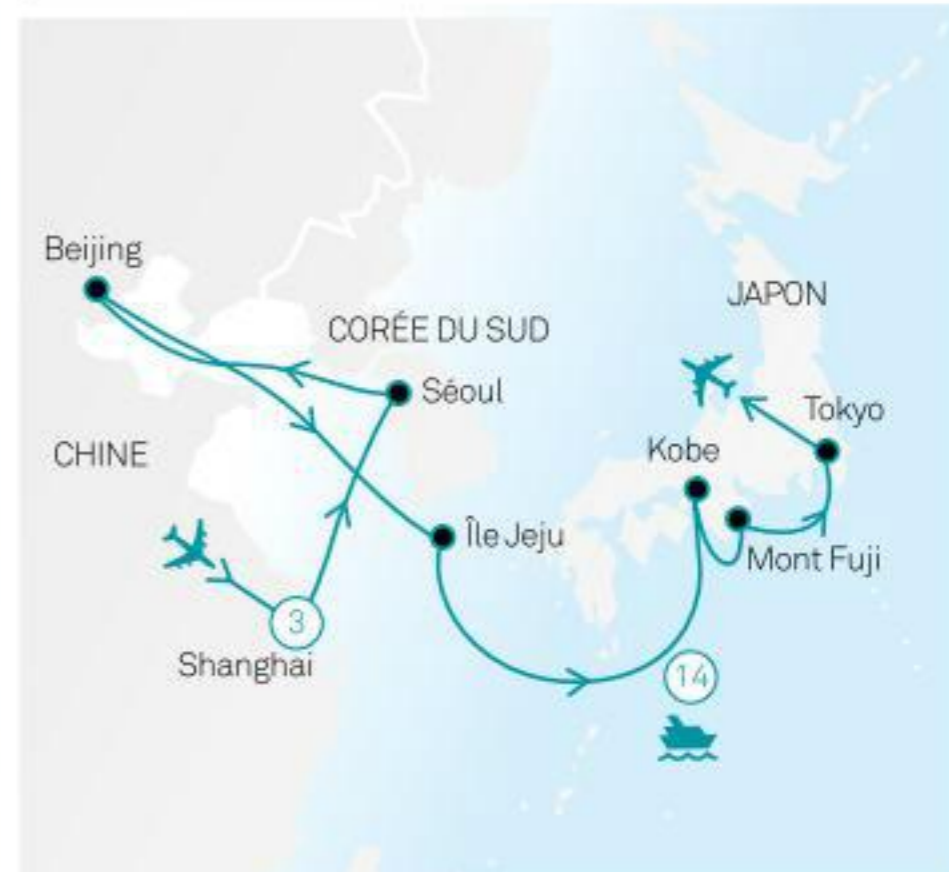 Beijing
JAPON
CORÉE DU SUD
Séoul
Tokyo
CHINE
Kobe
Île Jeju
Mont Fuji
3
Shanghai
14